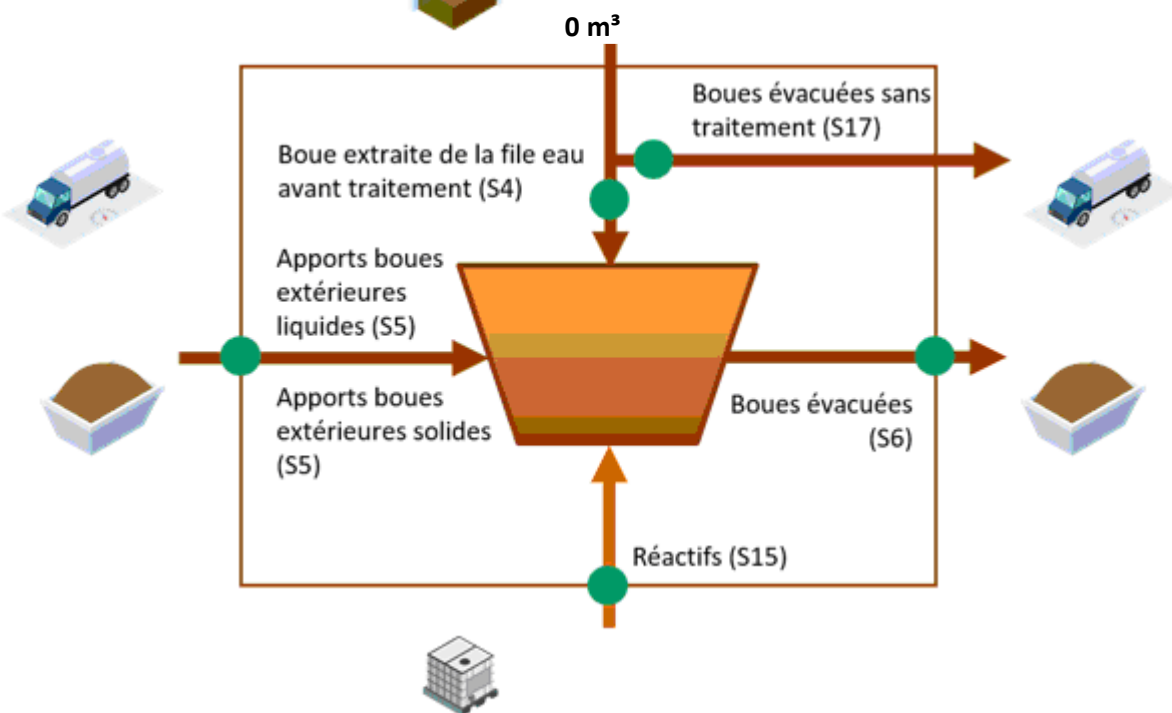 0 m³
Boues évacuées sans
traitement (S17)
Boue extraite de la file eau
avant traitement (S4)
Apports boues
extérieures
liquides (S5)
Apports boues
extérieures solides
(S5)
Boues évacuées
(S6)
Réactifs (S15)